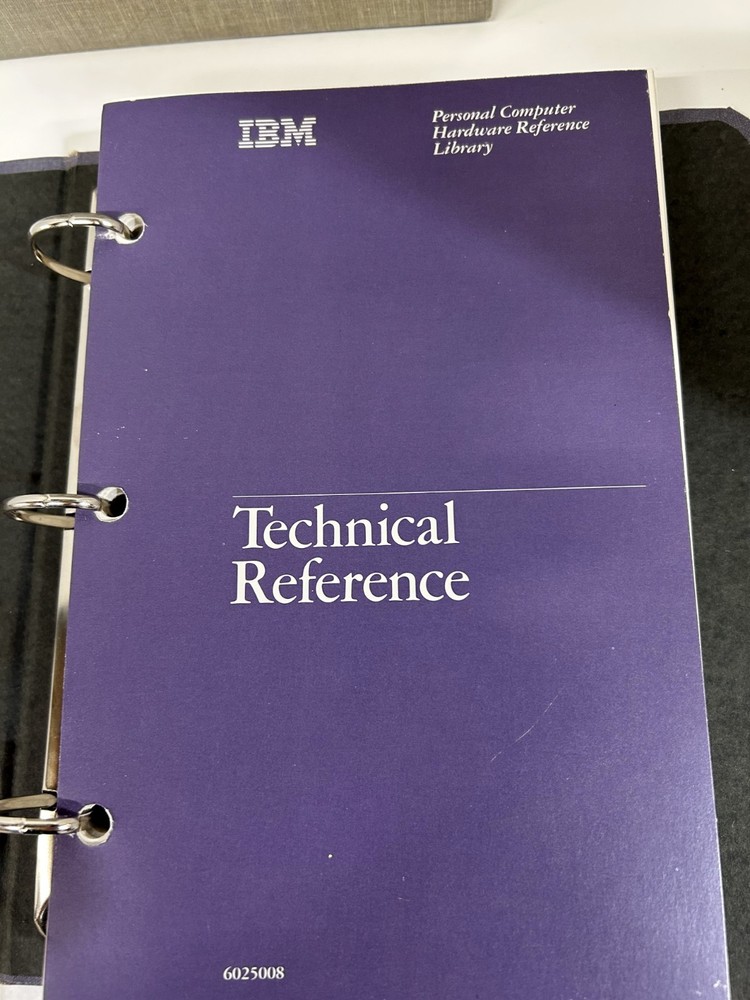 IBM
Personal Computer
Hardware Reference
Library
Technical
Reference
6025008